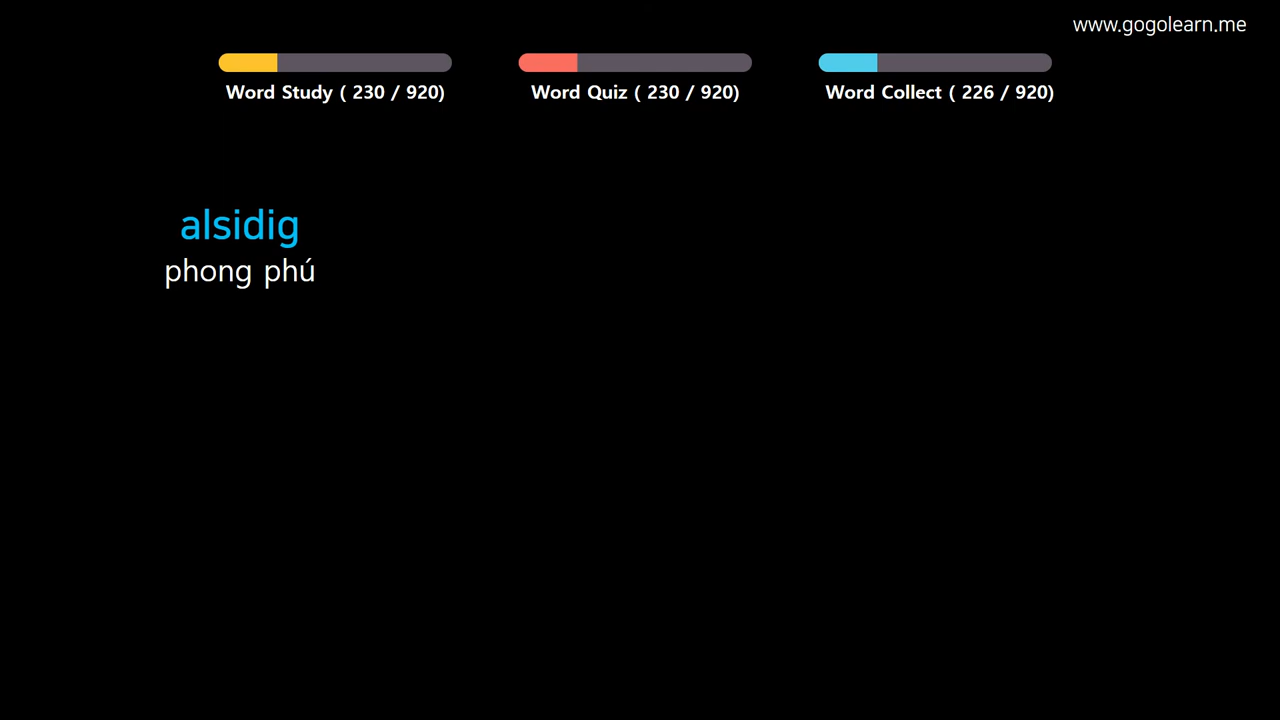 www.gogolearn.me
Word Study ( 230 / 920)
Word Quiz ( 230 / 920)
Word Collect ( 226 / 920)
alsidig
phong phú